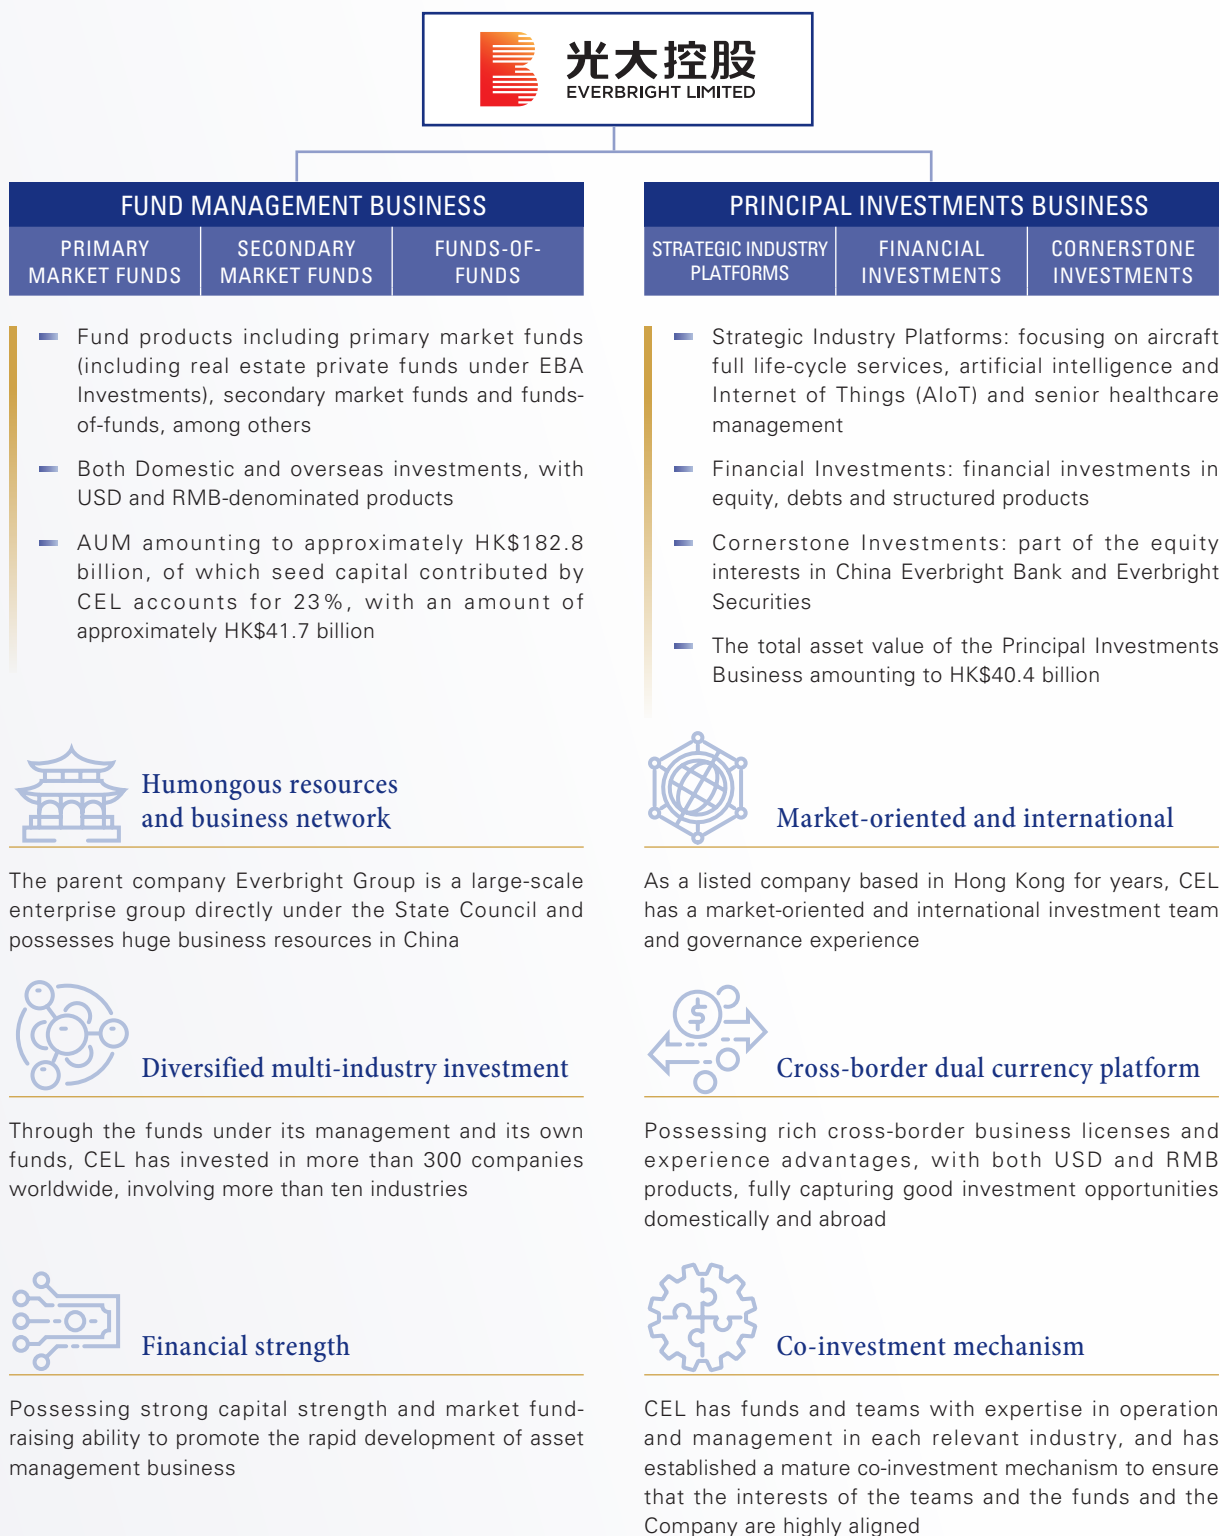 光大控股
EVERBRIGHT LIMITED
FUND MANAGEMENT BUSINESS
PRIMARY
MARKET FUNDS
SECONDARY
MARKET FUNDS
FUNDS-OF-
FUNDS
Fund products including primary market funds
(including real estate private funds under EBA
Investments), secondary market funds and funds-
of-funds, among others
Both Domestic and overseas investments, with
USD and RMB-denominated products
AUM amounting to approximately HK$182.8
billion, of which seed capital contributed by
CEL accounts for 23%, with an amount of
approximately HK$41.7 billion
PRINCIPAL INVESTMENTS BUSINESS
STRATEGIC INDUSTRY
PLATFORMS
FINANCIAL
INVESTMENTS
CORNERSTONE
INVESTMENTS
Strategic Industry Platforms: focusing on aircraft
full life-cycle services, artificial intelligence and
Internet of Things (AIoT) and senior healthcare
management
Financial Investments: financial investments in
equity, debts and structured products
Cornerstone Investments: part of the equity
interests in China Everbright Bank and Everbright
Securities
The total asset value of the Principal Investments
Business amounting to HK$40.4 billion
Humongous resources
and business network
The parent company Everbright Group is a large-scale
enterprise group directly under the State Council and
possesses huge business resources in China
Market-oriented and international
As a listed company based in Hong Kong for years, CEL
has a market-oriented and international investment team
and governance experience
Diversified multi-industry investment
Through the funds under its management and its own
funds, CEL has invested in more than 300 companies
worldwide, involving more than ten industries
$
Cross-border dual currency platform
Possessing rich cross-border business licenses and
experience advantages, with both USD and RMB
products, fully capturing good investment opportunities
domestically and abroad
Financial strength
Possessing strong capital strength and market fund-
raising ability to promote the rapid development of asset
management business
Co-investment mechanism
CEL has funds and teams with expertise in operation
and management in each relevant industry, and has
established a mature co-investment mechanism to ensure
that the interests of the teams and the funds and the
Company are highly aligned